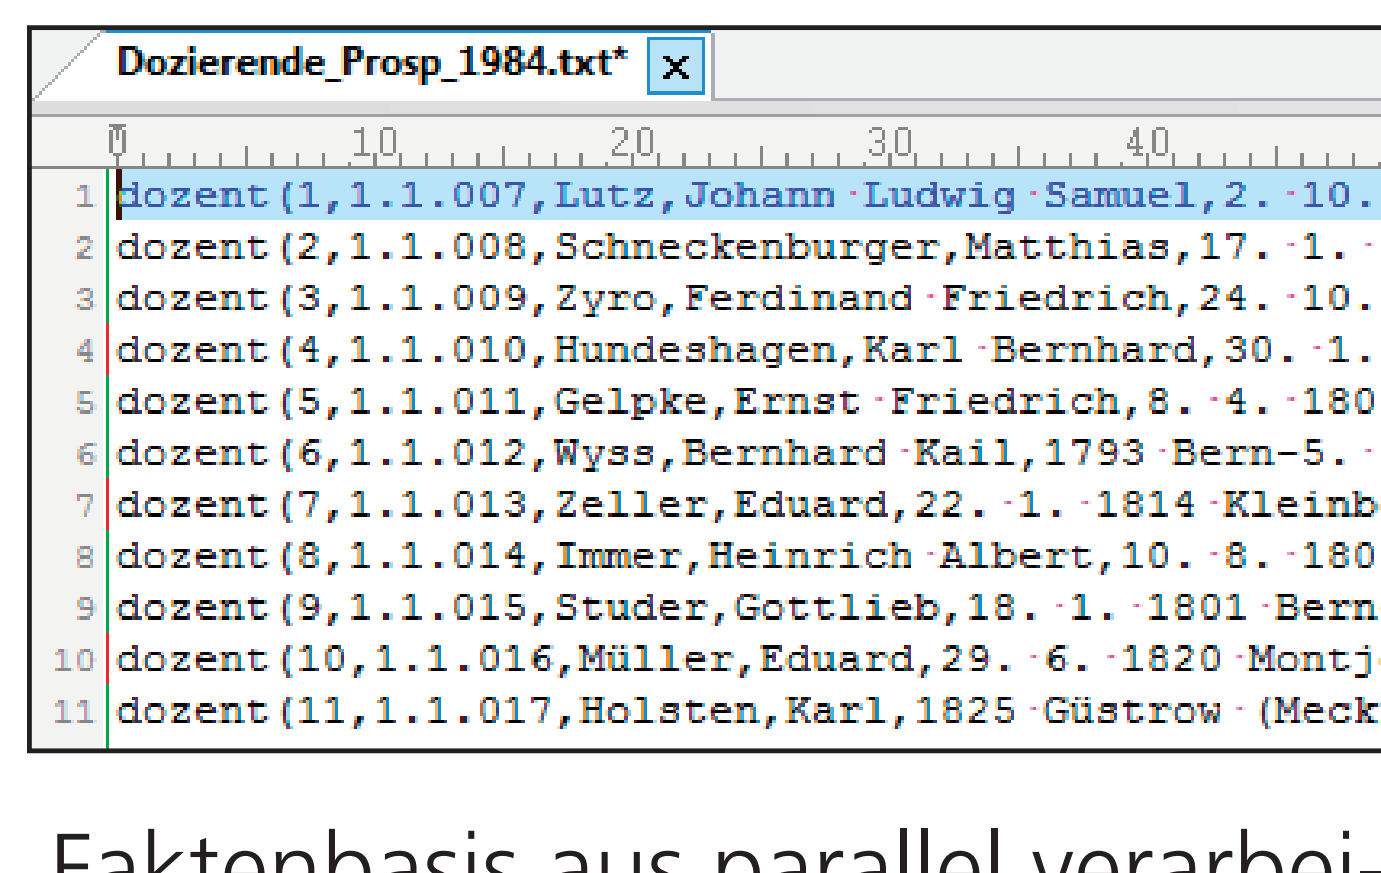 Dozierende_Prosp_1984.txt*
0 10 20 30 40
1 dozent(1,1.1.007,Lutz,Johann Ludwig Samuel,2. 10.
2 dozent(2,1.1.008,Schneckenburger,Matthias,17. 1.
3 dozent(3,1.1.009,Zyro,Ferdinand Friedrich,24. 10.
4 dozent(4,1.1.010,Hundeshagen,Karl Bernhard,30. 1.
5 dozent(5,1.1.011,Gelpke,Ernst Friedrich,8. 4. 180
6 dozent(6,1.1.012,Wyss,Bernhard Kail,1793 Bern-5.
7 dozent(7,1.1.013,Zeller,Eduard,22. 1. 1814 Kleinb
8 dozent(8,1.1.014,Immer,Heinrich Albert,10. 8. 180
9 dozent(9,1.1.015,Studer,Gottlieb,18. 1. 1801 Bern
10 dozent(10,1.1.016,Müller,Eduard,29. 6. 1820 Montj
11 dozent(11,1.1.017,Holsten,Karl,1825 Güstrow (Meck
Faktenbasis aus parallel verarbei-